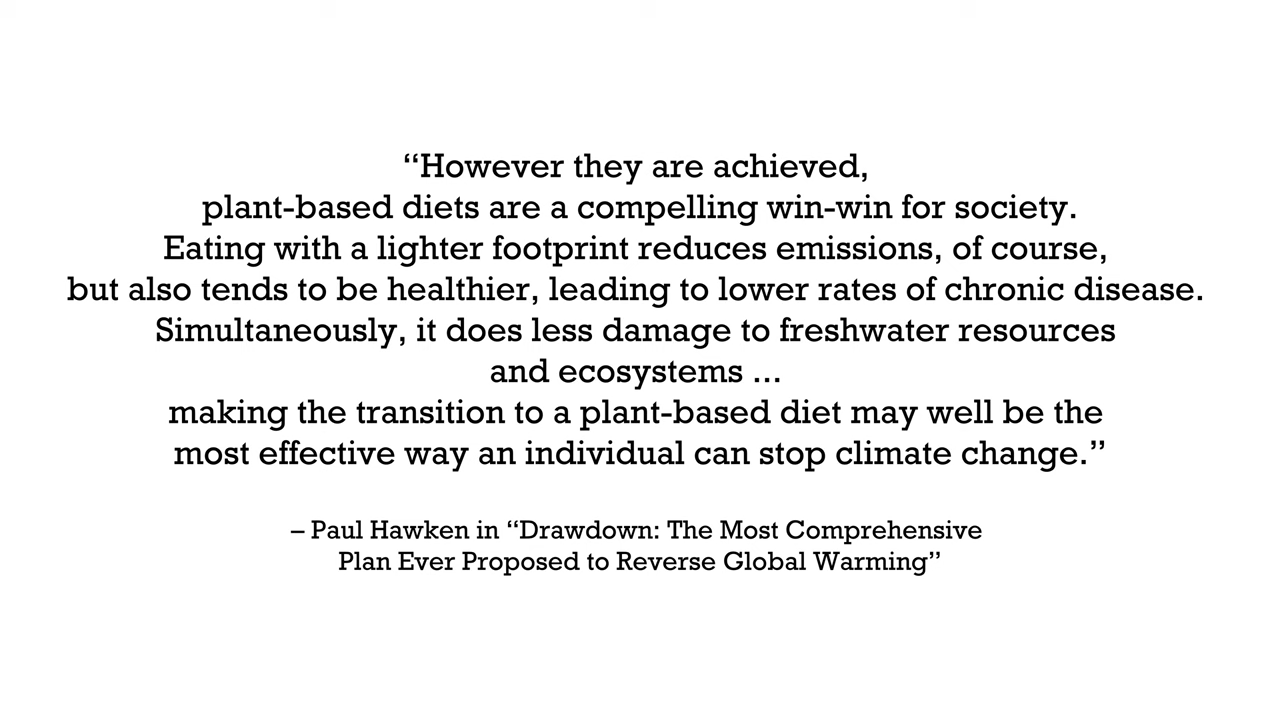 “However they are achieved,
plant-based diets are a compelling win-win for society.
Eating with a lighter footprint reduces emissions, of course,
but also tends to be healthier, leading to lower rates of chronic disease.
Simultaneously, it does less damage to freshwater resources
and ecosystems ...
making the transition to a plant-based diet may well be the
most effective way an individual can stop climate change.”
– Paul Hawken in “Drawdown: The Most Comprehensive
Plan Ever Proposed to Reverse Global Warming”